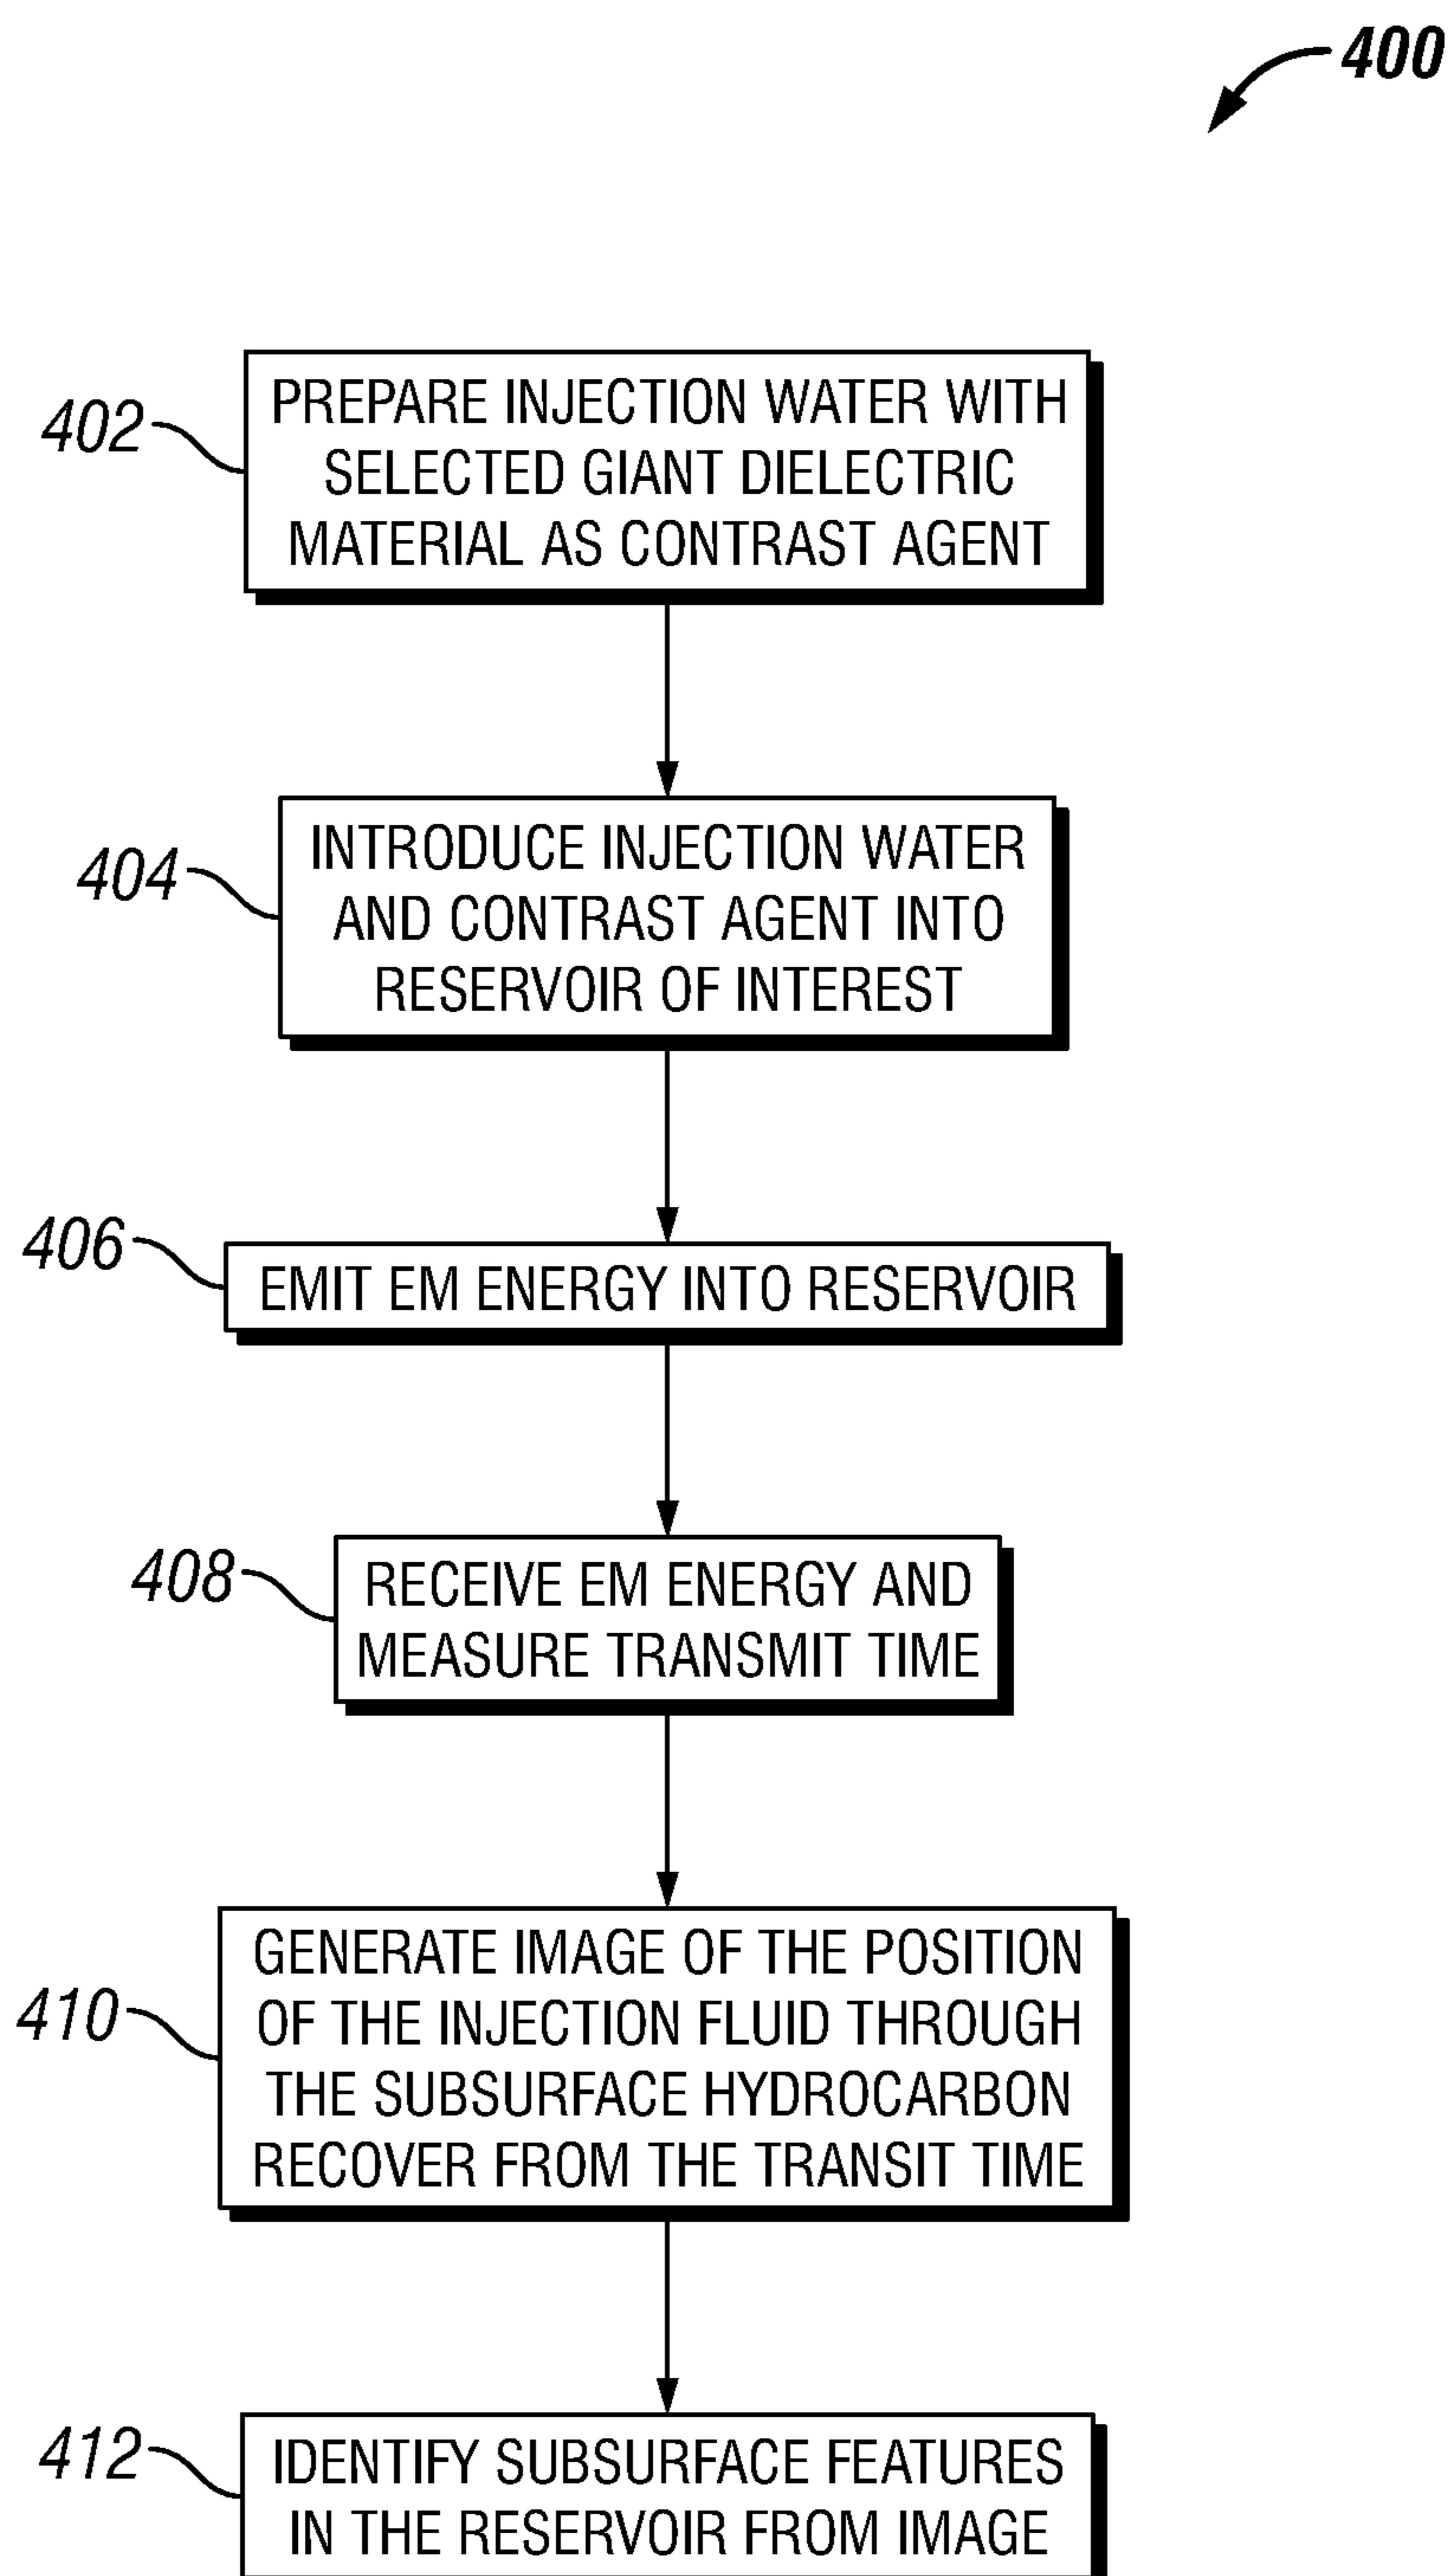 400
402
PREPARE INJECTION WATER WITH
SELECTED GIANT DIELECTRIC
MATERIAL AS CONTRAST AGENT
404
INTRODUCE INJECTION WATER
AND CONTRAST AGENT INTO
RESERVOIR OF INTEREST
406
EMIT EM ENERGY INTO RESERVOIR
408
RECEIVE EM ENERGY AND
MEASURE TRANSMIT TIME
410
GENERATE IMAGE OF THE POSITION
OF THE INJECTION FLUID THROUGH
THE SUBSURFACE HYDROCARBON
RECOVER FROM THE TRANSIT TIME
412
IDENTIFY SUBSURFACE FEATURES
IN THE RESERVOIR FROM IMAGE